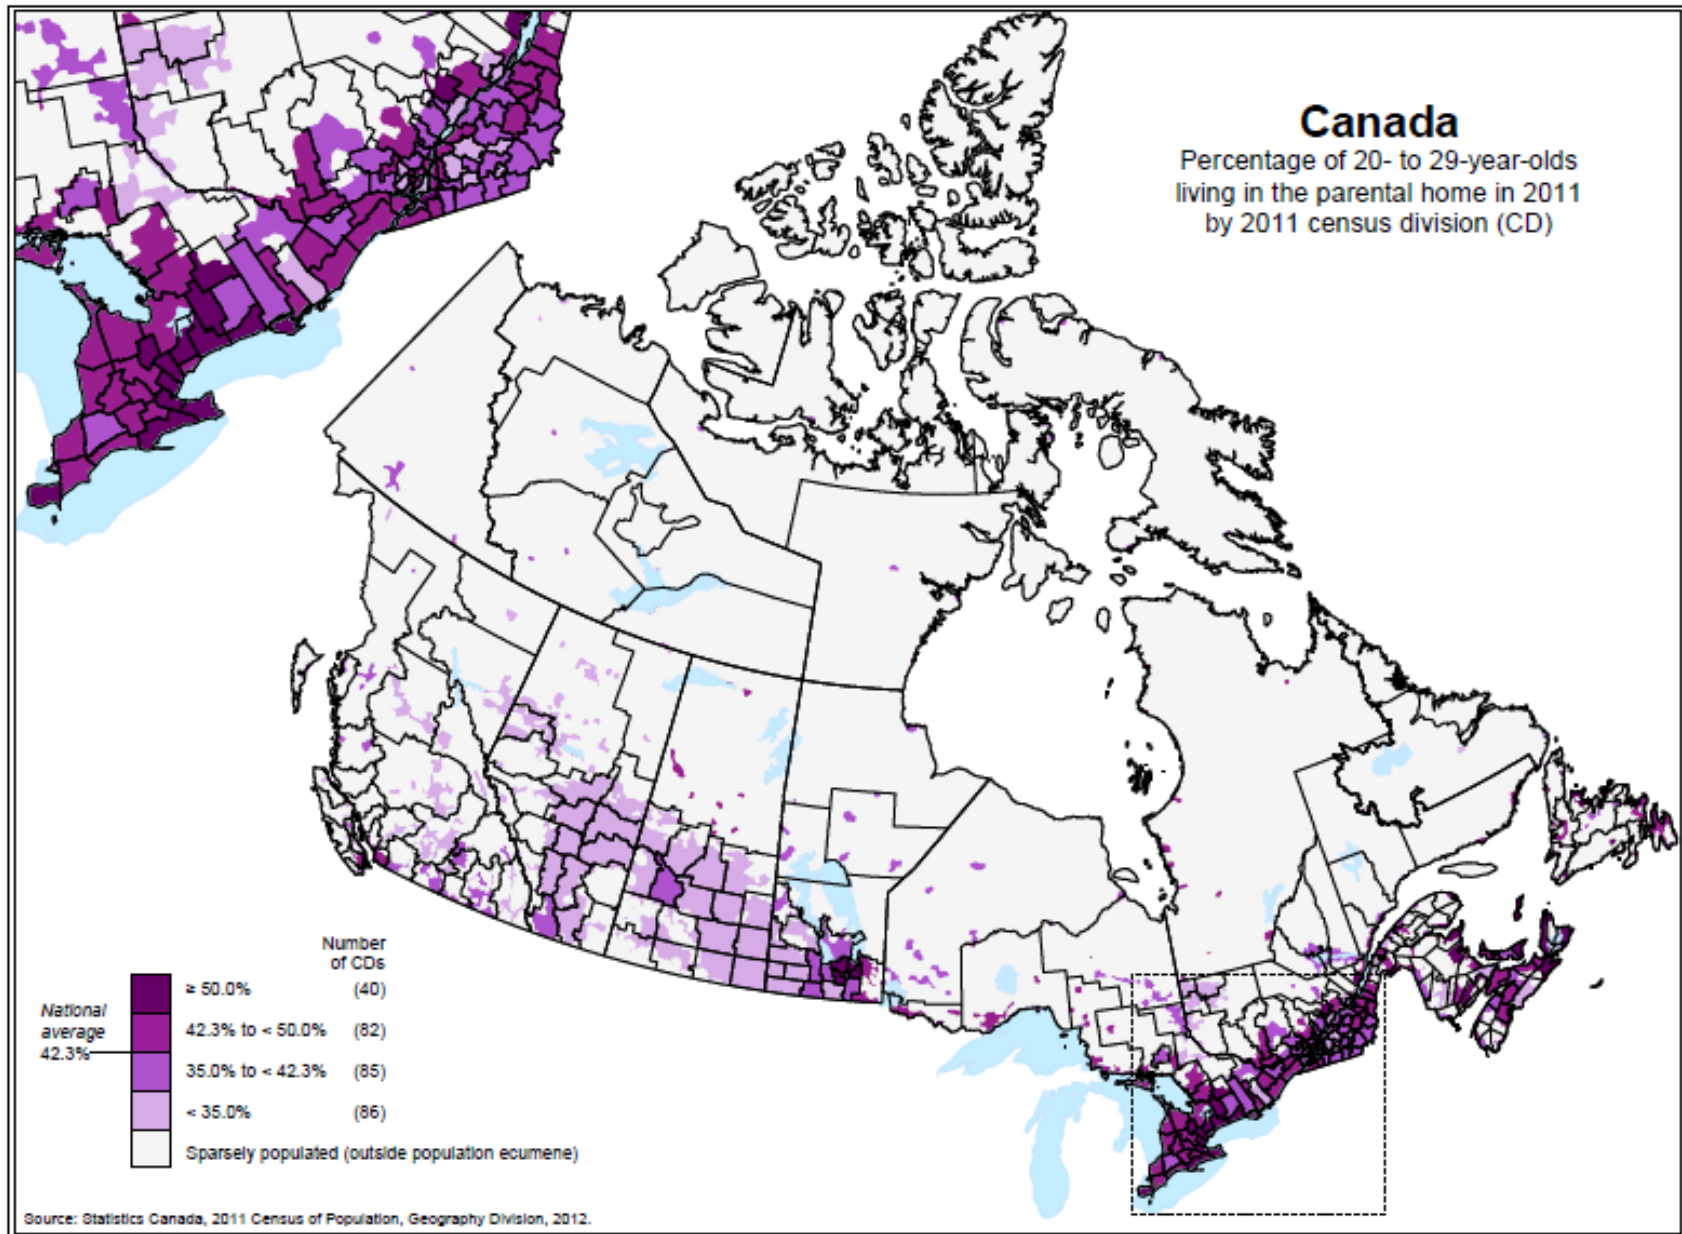 Canada
Percentage of 20- to 29-year-olds
living in the parental home in 2011
by 2011 census division (CD)
Number
of CDs
≥ 50.0% (40)
National
average
42.3%
42.3% to < 50.0% (82)
35.0% to < 42.3% (85)
< 35.0% (86)
Sparsely populated (outside population ecumene)
Source: Statistics Canada, 2011 Census of Population, Geography Division, 2012.